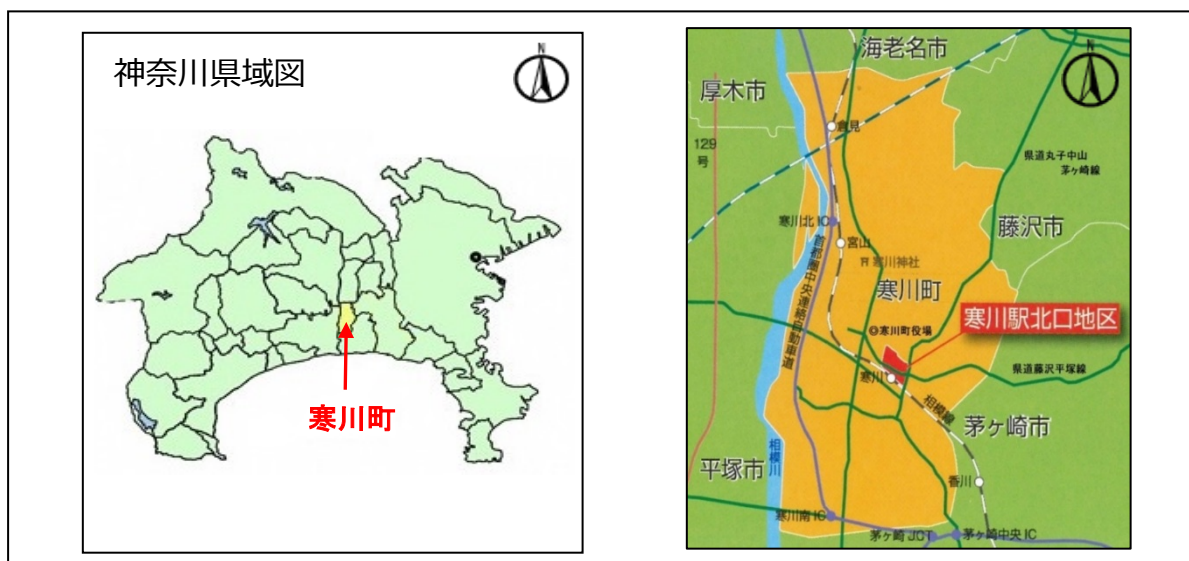 神奈川県域図
N
寒川町
N
海老名市
厚木市
倉見
129
号
県道丸子中山
茅ヶ崎線
寒川北IC
宮山
藤沢市
寒川神社
首都圏中央連絡自動車道
寒川町
寒川駅北口地区
◎寒川町役場
県道藤沢平塚線
寒川
相模線
茅ヶ崎市
相模川
平塚市
香川
寒川南IC
茅ヶ崎JCT
茅ヶ崎中央IC